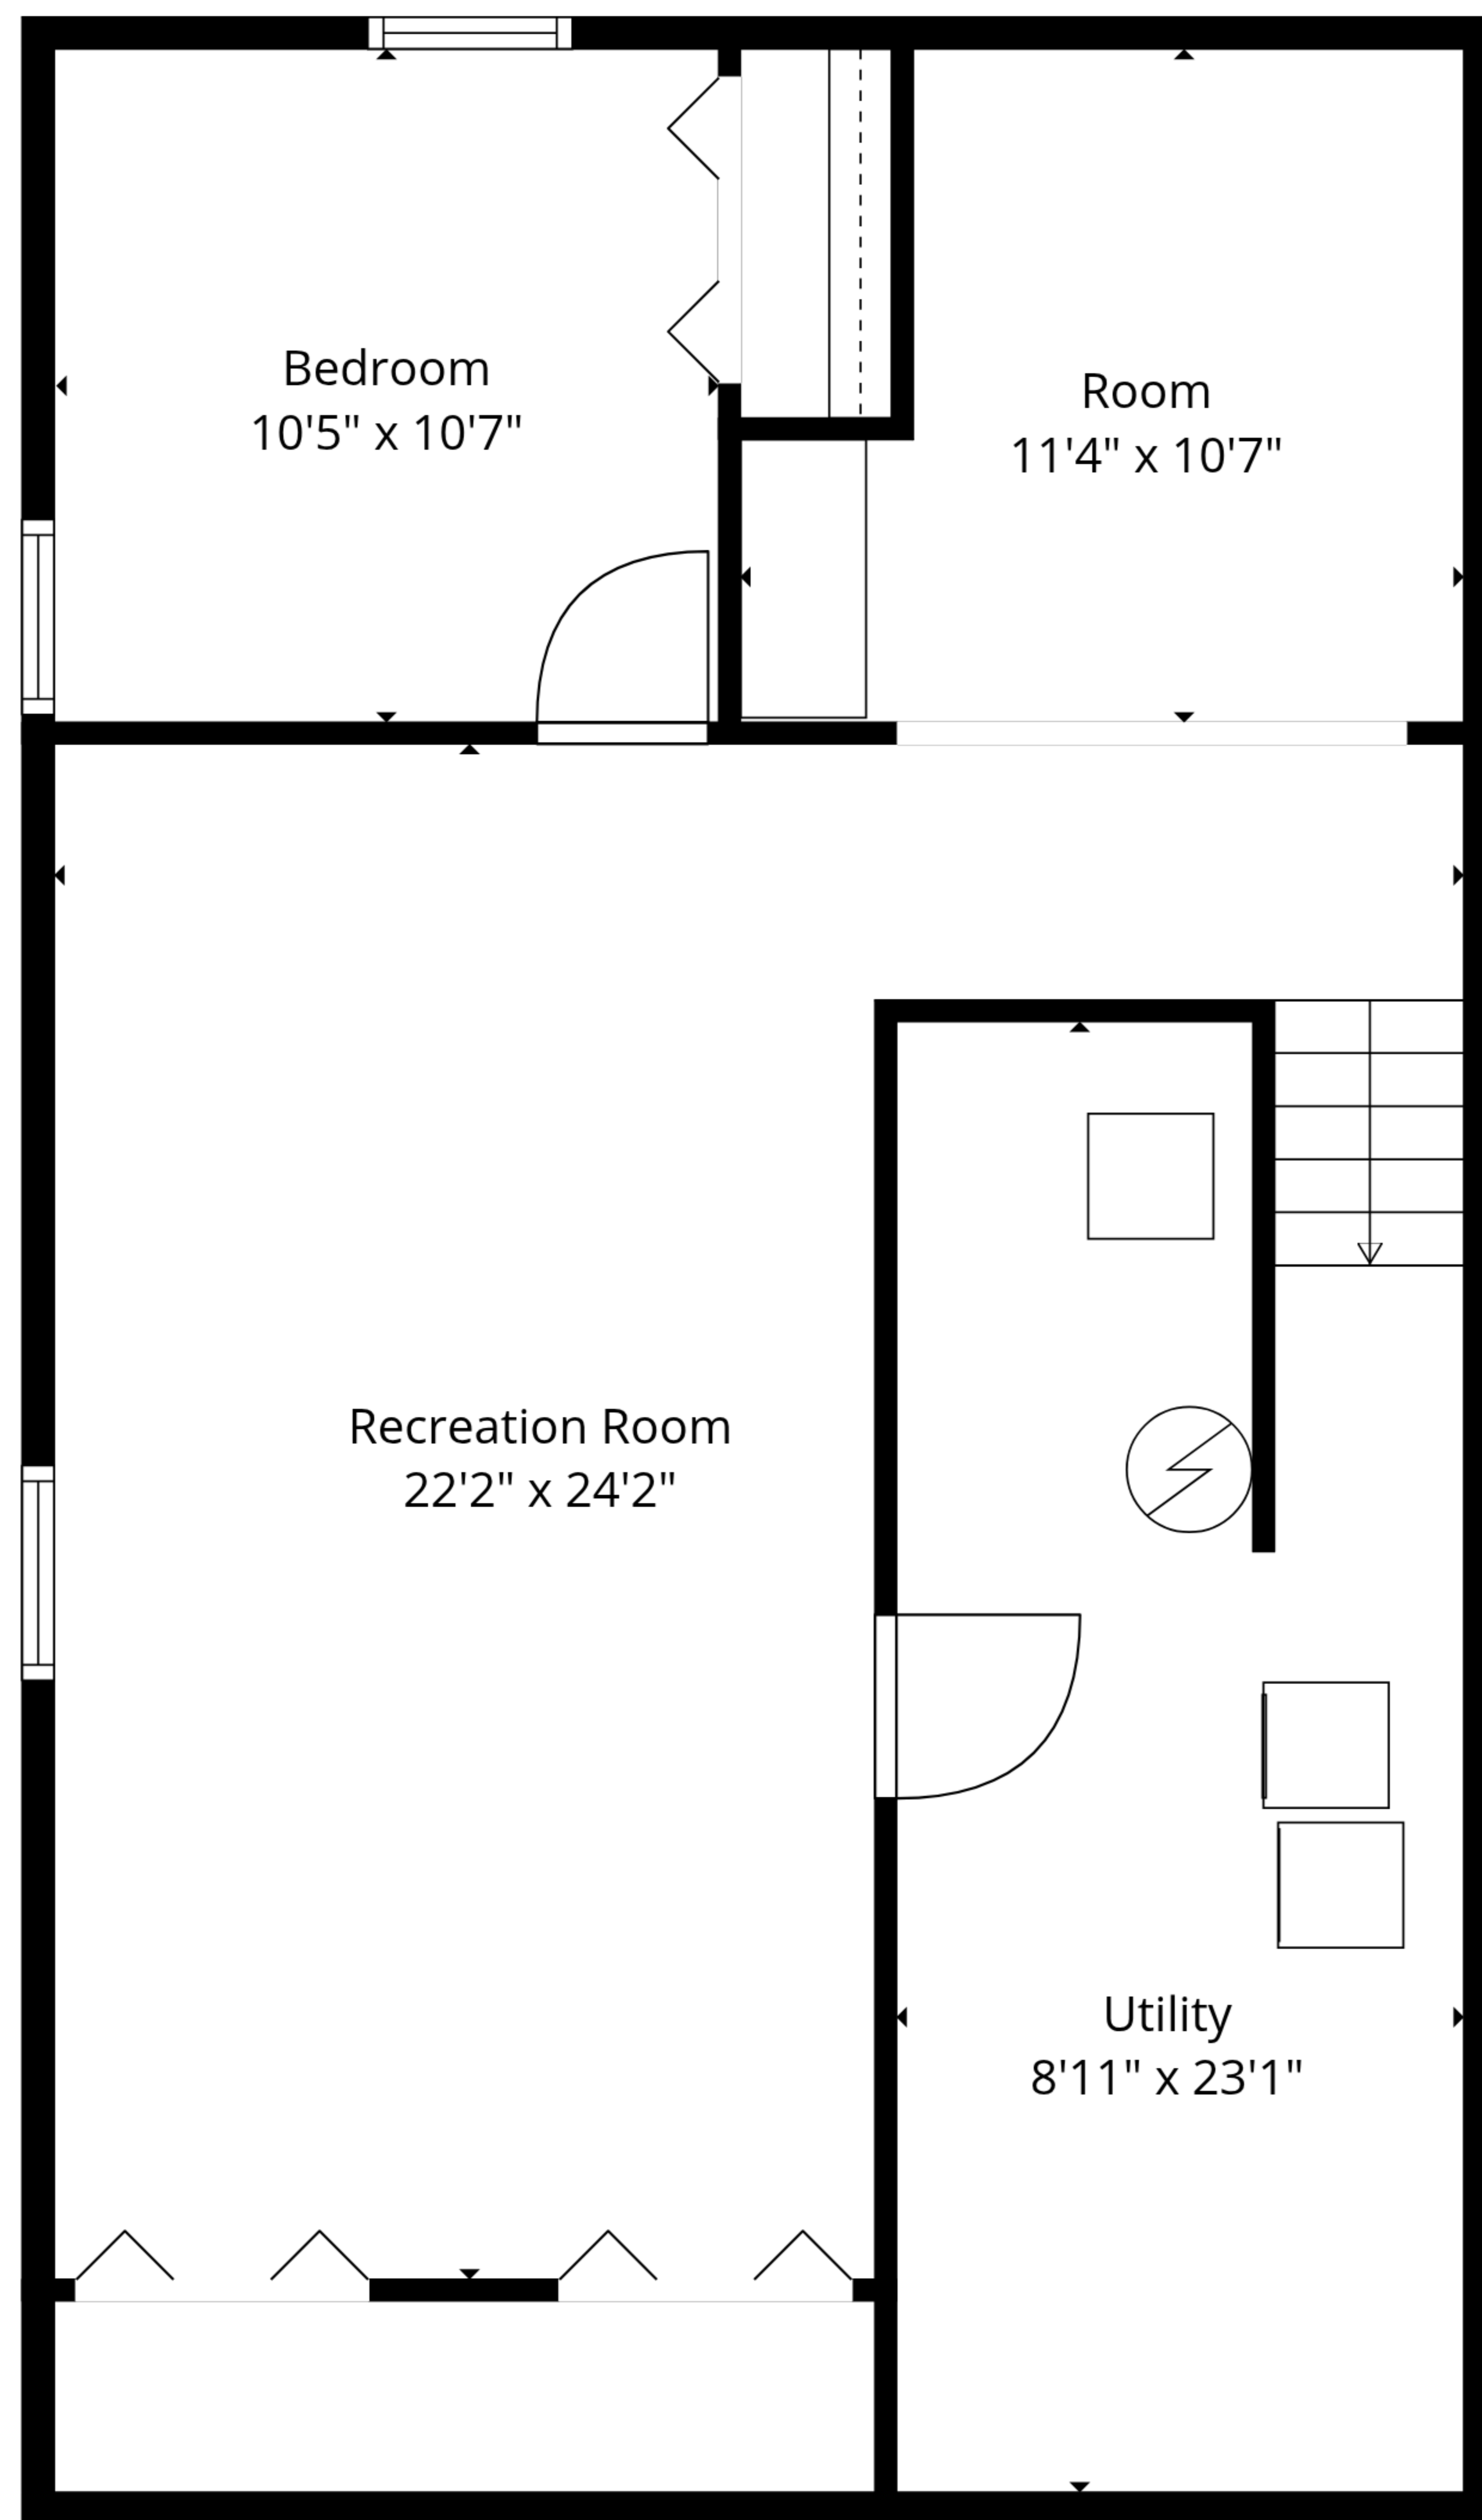 Bedroom
10'5" x 10'7"
Room
11'4" x 10'7"
Recreation Room
22'2" x 24'2"
Utility
8'11" x 23'1"